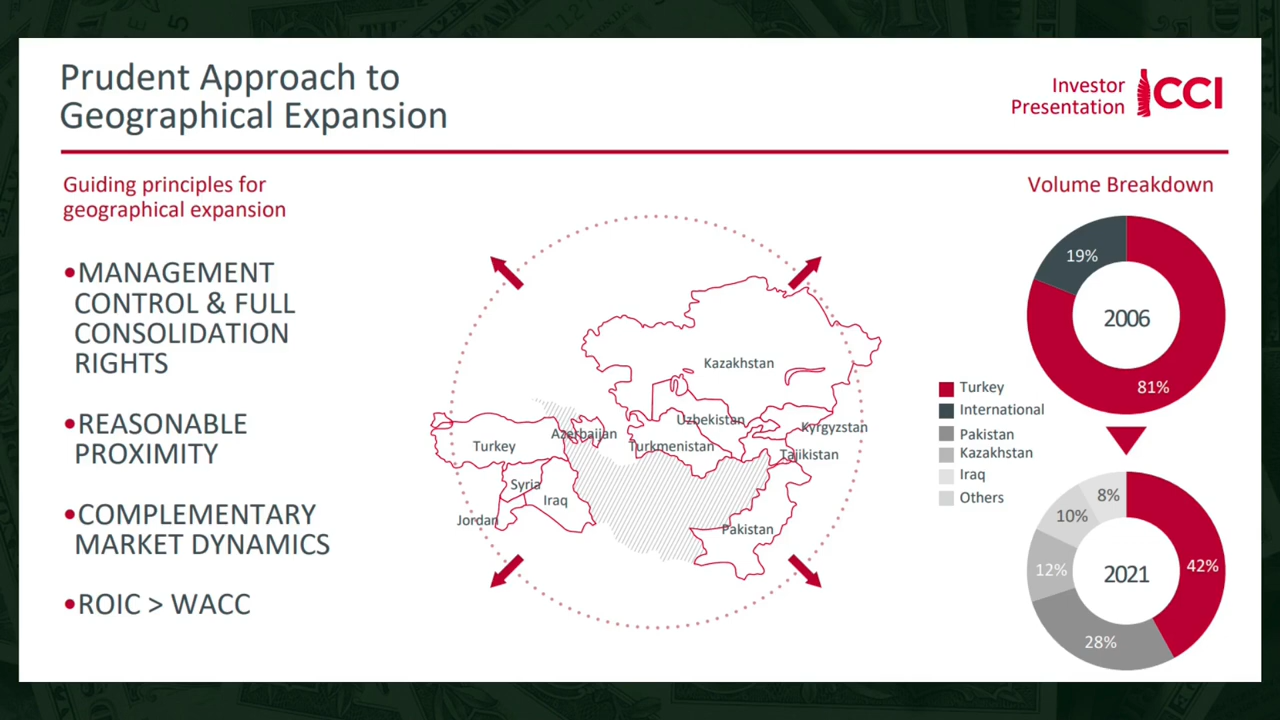 Prudent Approach to
Geographical Expansion
Investor
Presentation
CCI
Guiding principles for
geographical expansion
•MANAGEMENT
CONTROL & FULL
CONSOLIDATION
RIGHTS
•REASONABLE
PROXIMITY
•COMPLEMENTARY
MARKET DYNAMICS
•ROIC > WACC
Kazakhstan
Uzbekistan
Kyrgyzstan
Azerbaijan
Turkey
Turkmenistan
Tajikistan
Syria
Iraq
Jordan
Pakistan
Volume Breakdown
19%
2006
81%
Turkey
International
Pakistan
Kazakhstan
Iraq
Others
8%
10%
42%
12%
2021
28%